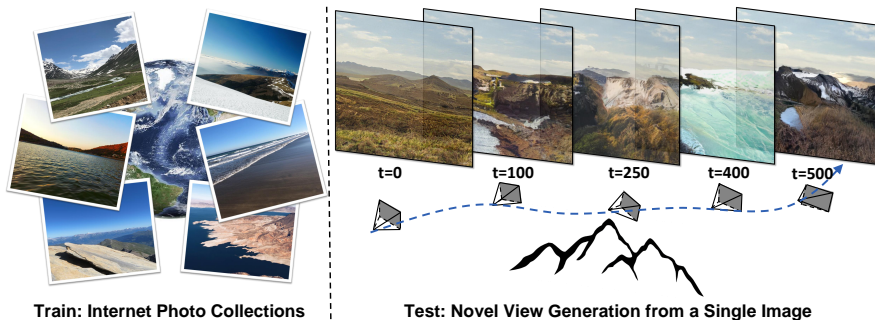 t=0
t=100
t=250
t=400
t=500
Train: Internet Photo Collections
Test: Novel View Generation from a Single Image